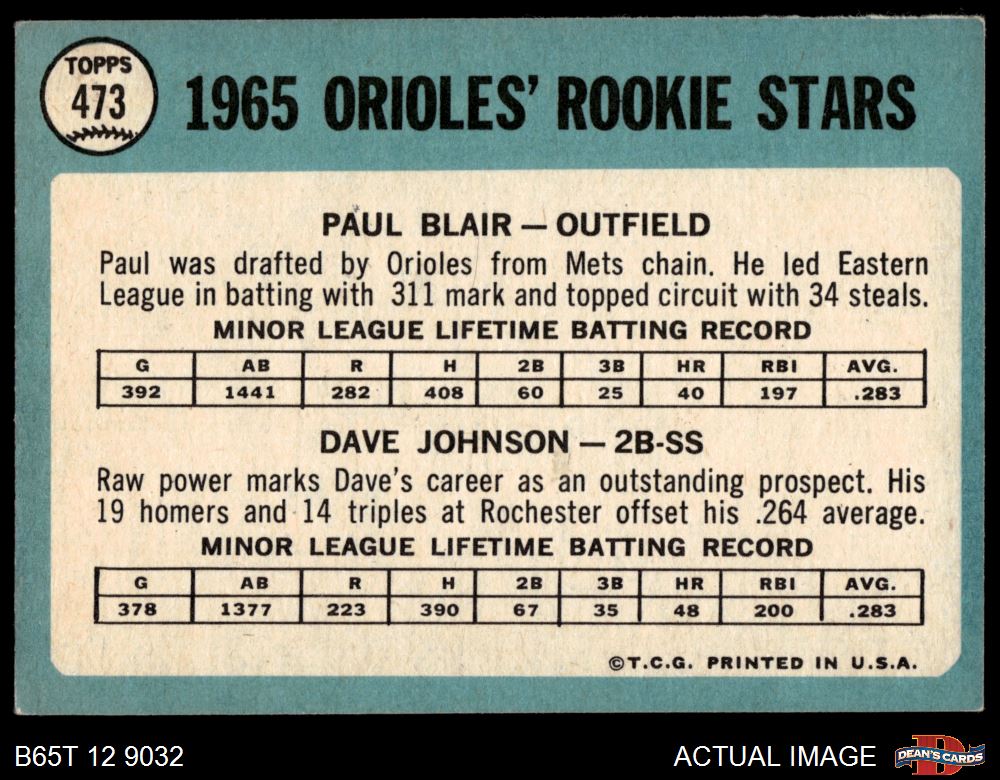 TOPPS
473
1965 ORIOLES' ROOKIE STARS
PAUL BLAIR — OUTFIELD
Paul was drafted by Orioles from Mets chain. He led Eastern
League in batting with 311 mark and topped circuit with 34 steals.
MINOR LEAGUE LIFETIME BATTING RECORD
G AB R H 2B 3B HR RBI AVG.
392 1441 282 408 60 25 40 197 .283
DAVE JOHNSON — 2B-SS
Raw power marks Dave's career as an outstanding prospect. His
19 homers and 14 triples at Rochester offset his .264 average.
MINOR LEAGUE LIFETIME BATTING RECORD
G AB R H 2B 3B HR RBI AVG.
378 1377 223 390 67 35 48 200 .283
©T.C.G. PRINTED IN U.S.A.
B65T 12 9032
ACTUAL IMAGE
D
DEAN'S CARDS